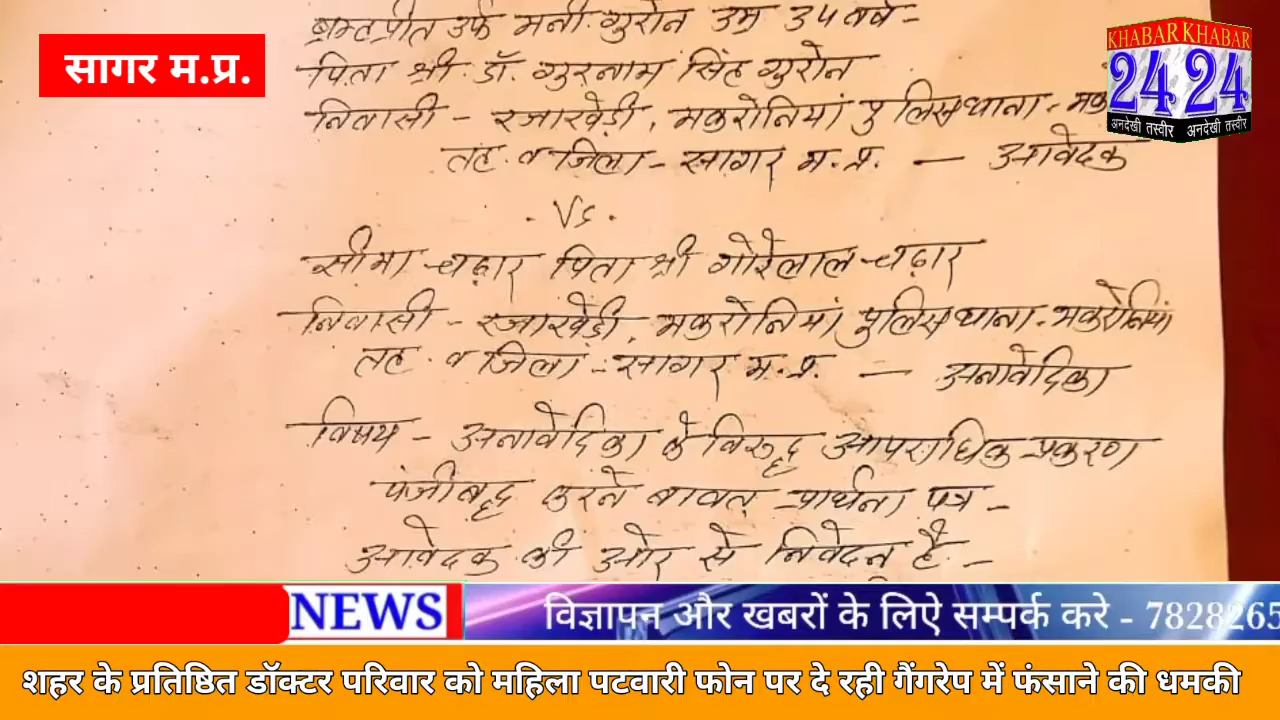 सागर म.प्र.
KHABAR KHABAR
24 24
अनदेखी तस्वीर अनदेखी तस्वीर
उर्फ मनी गुरोन उम्र 34 वर्ष -
पिता श्री डॉ. गुरनाम सिंह गुरोन
निवासी - रजाखेड़ी, मकरोनियां पुलिस थाना - मक
तह. व जिला - सागर म.प्र. — आवेदक
. Vs .
सीमा चढ़ार पिता श्री गोरेलाल चढ़ार
निवासी - रजाखेडी, मकरोनियां पुलिस थाना - मकरोनियां
तह. व जिला - सागर म.प्र. — अनावेदिका
विषय - अनावेदिका के विरूद्ध आपराधिक प्रकरण
पंजीबद्ध करने बावत् प्रार्थना पत्र -
आवेदक की ओर से निवेदन है -
NEWS
विज्ञापन और खबरों के लिऐ सम्पर्क करे - 7828265
शहर के प्रतिष्ठित डॉक्टर परिवार को महिला पटवारी फोन पर दे रही गैंगरेप में फंसाने की धमकी